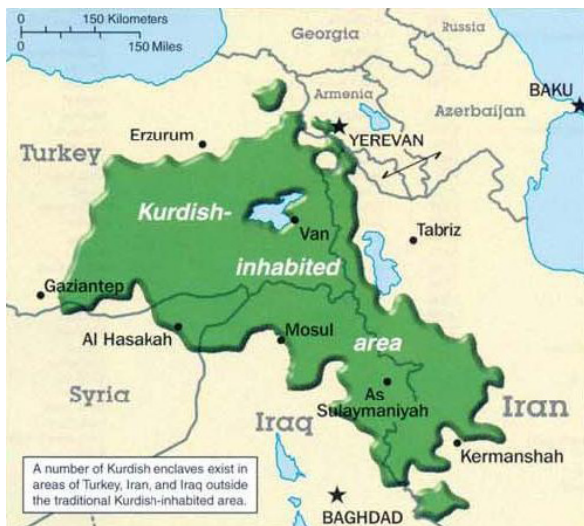 0 150 Kilometers
0 150 Miles
Georgia
Russia
Armenia
BAKU
Azerbaijan
YEREVAN
Erzurum
Turkey
Kurdish-
Van
Tabriz
inhabited
Gaziantep
Al Hasakah
Mosul
area
Syria
As
Sulaymaniyah
Iran
Iraq
Kermanshah
A number of Kurdish enclaves exist in
areas of Turkey, Iran, and Iraq outside
the traditional Kurdish-inhabited area.
BAGHDAD